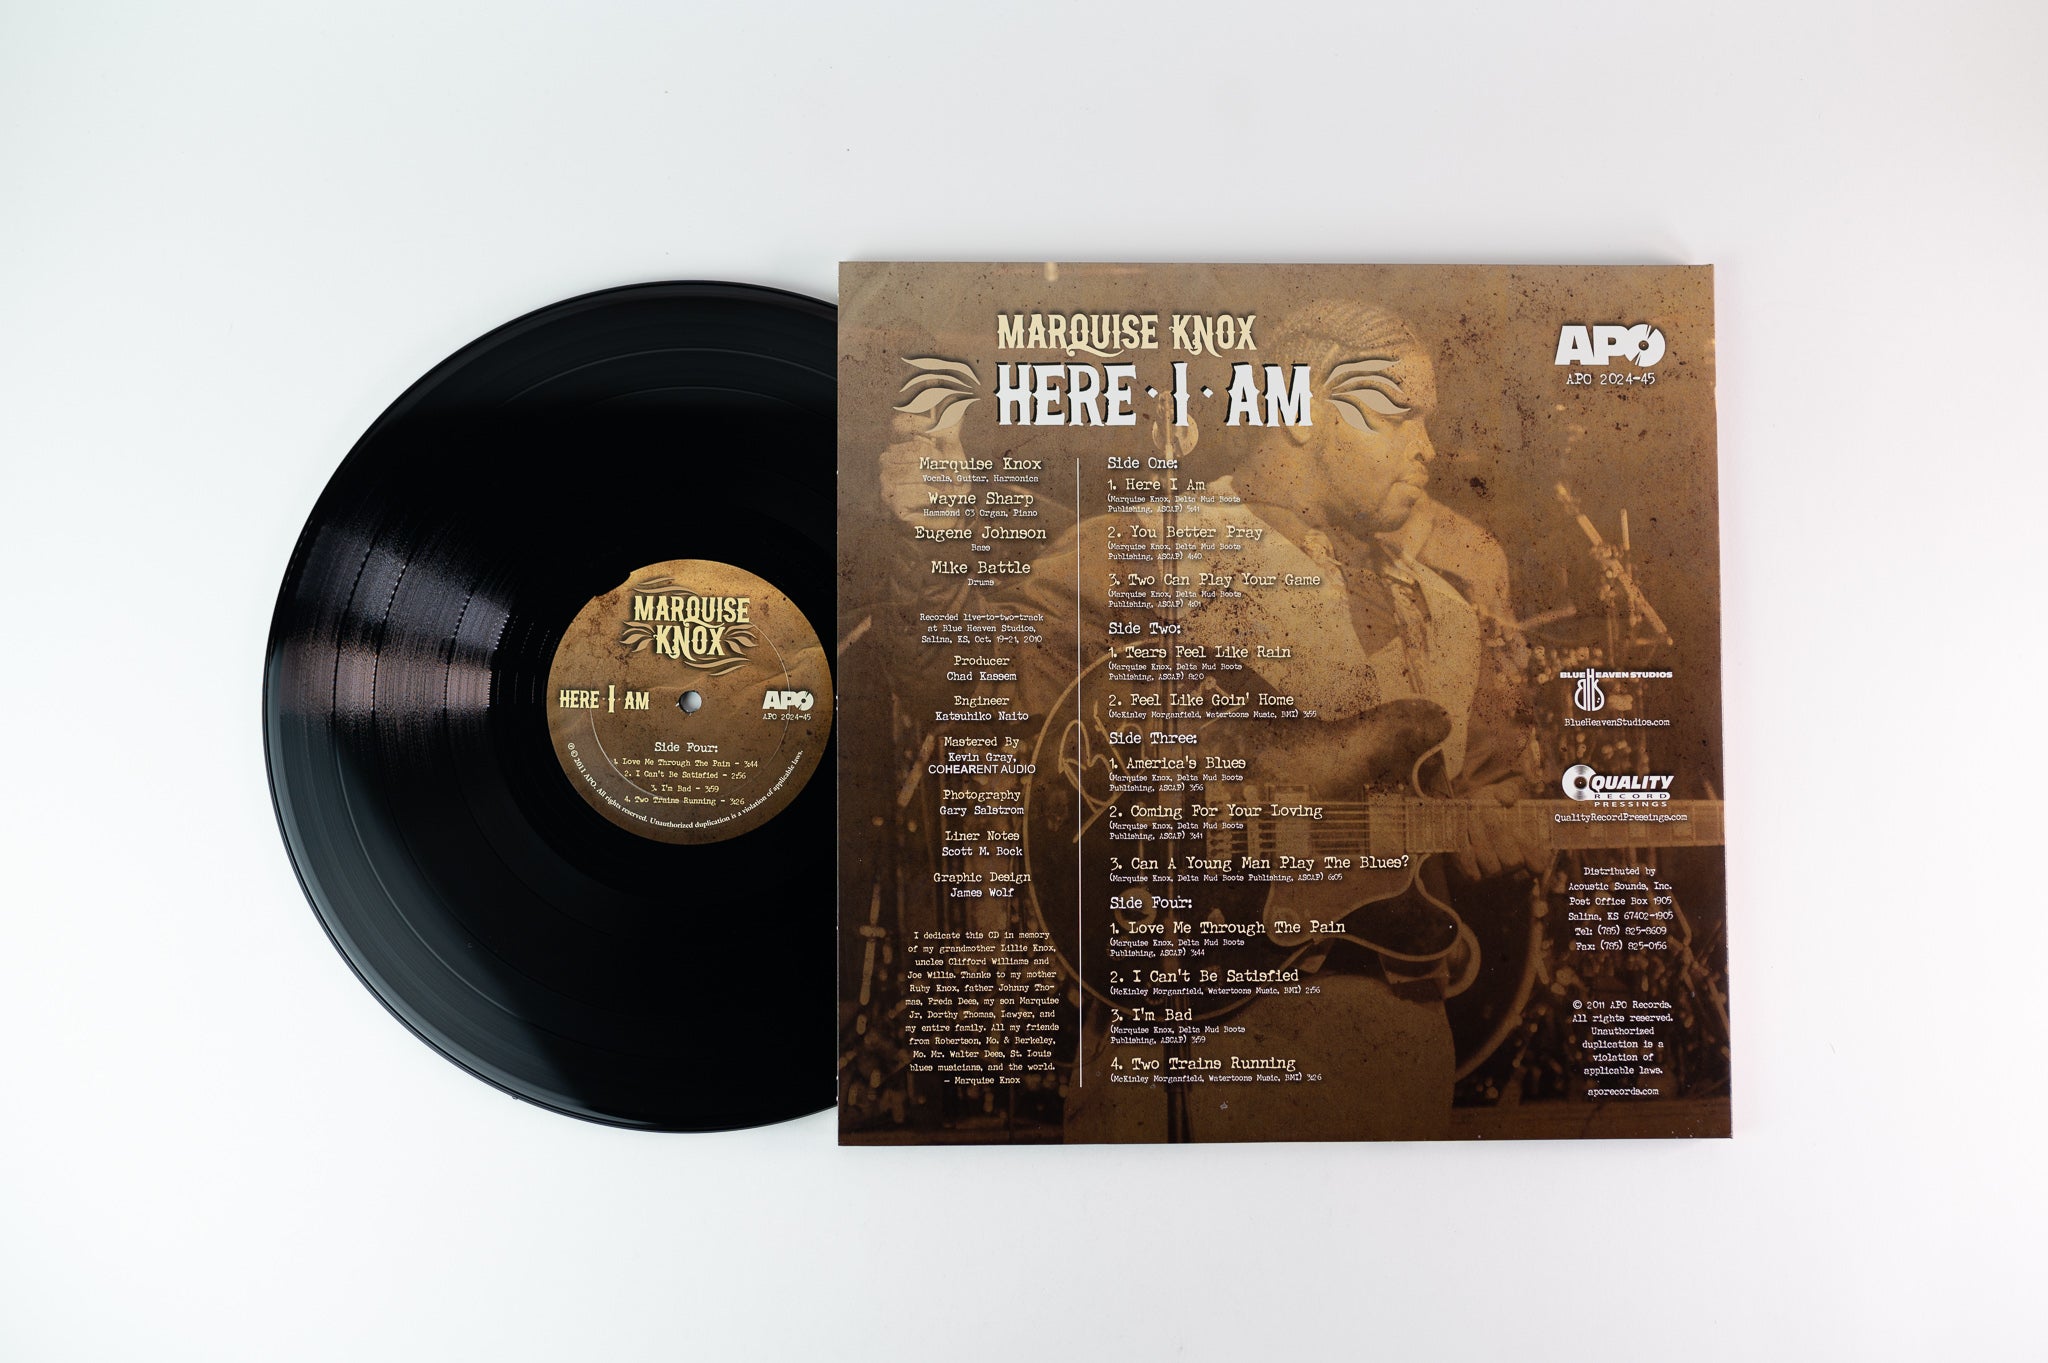 MARQUISE
KNOX
HERE · I · AM
APO
APO 2024-45
Side Four:
1. Love Me Through The Pain - 3:44
2. I Can't Be Satisfied - 2:56
3. I'm Bad - 3:59
4. Two Trains Running - 3:26
℗ © 2011 APO. All rights reserved. Unauthorized duplication is a violation of applicable laws.
MARQUISE KNOX
HERE · I · AM
Marquise Knox
Vocals, Guitar, Harmonica
Wayne Sharp
Hammond C3 Organ, Piano
Eugene Johnson
Bass
Mike Battle
Drums
Recorded live-to-two-track
at Blue Heaven Studios,
Salina, KS, Oct. 19-21, 2010
Producer
Chad Kassem
Engineer
Katsuhiko Naito
Mastered By
Kevin Gray,
COHEARENT AUDIO
Photography
Gary Salstrom
Liner Notes
Scott M. Bock
Graphic Design
James Wolf
I dedicate this CD in memory
of my grandmother Lillie Knox,
uncles Clifford Williams and
Joe Willis. Thanks to my mother
Ruby Knox, father Johnny Tho-
mas, Freda Dees, my son Marquise
Jr, Dorthy Thomas, Lawyer, and
my entire family. All my friends
from Robertson, Mo. & Berkeley,
Mo. Mr. Walter Dees, St. Louis
blues musicians, and the world.
- Marquise Knox
Side One:
1. Here I Am
(Marquise Knox, Delta Mud Boots
Publishing, ASCAP) 5:41
2. You Better Pray
(Marquise Knox, Delta Mud Boots
Publishing, ASCAP) 4:40
3. Two Can Play Your Game
(Marquise Knox, Delta Mud Boots
Publishing, ASCAP) 4:01
Side Two:
1. Tears Feel Like Rain
(Marquise Knox, Delta Mud Boots
Publishing, ASCAP) 8:20
2. Feel Like Goin' Home
(McKinley Morganfield, Watertoons Music, BMI) 3:55
Side Three:
1. America's Blues
(Marquise Knox, Delta Mud Boots
Publishing, ASCAP) 3:56
2. Coming For Your Loving
(Marquise Knox, Delta Mud Boots
Publishing, ASCAP) 3:41
3. Can A Young Man Play The Blues?
(Marquise Knox, Delta Mud Boots Publishing, ASCAP) 6:05
Side Four:
1. Love Me Through The Pain
(Marquise Knox, Delta Mud Boots
Publishing, ASCAP) 3:44
2. I Can't Be Satisfied
(McKinley Morganfield, Watertoons Music, BMI) 2:56
3. I'm Bad
(Marquise Knox, Delta Mud Boots
Publishing, ASCAP) 3:59
4. Two Trains Running
(McKinley Morganfield, Watertoons Music, BMI) 3:26
APO
APO 2024-45
BLUE HEAVEN STUDIOS
BHS
BlueHeavenStudios.com
QUALITY
RECORD
PRESSINGS
QualityRecordPressings.com
Distributed by
Acoustic Sounds, Inc.
Post Office Box 1905
Salina, KS 67402-1905
Tel: (785) 825-8609
Fax: (785) 825-0156
© 2011 APO Records.
All rights reserved.
Unauthorized
duplication is a
violation of
applicable laws.
aporecords.com